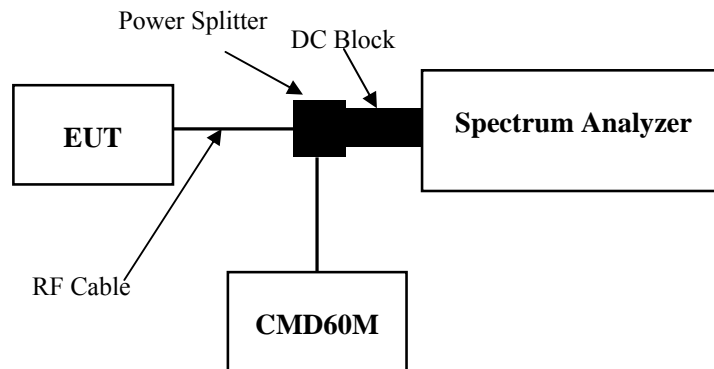 Power Splitter
DC Block
EUT
Spectrum Analyzer
RF Cable
CMD60M